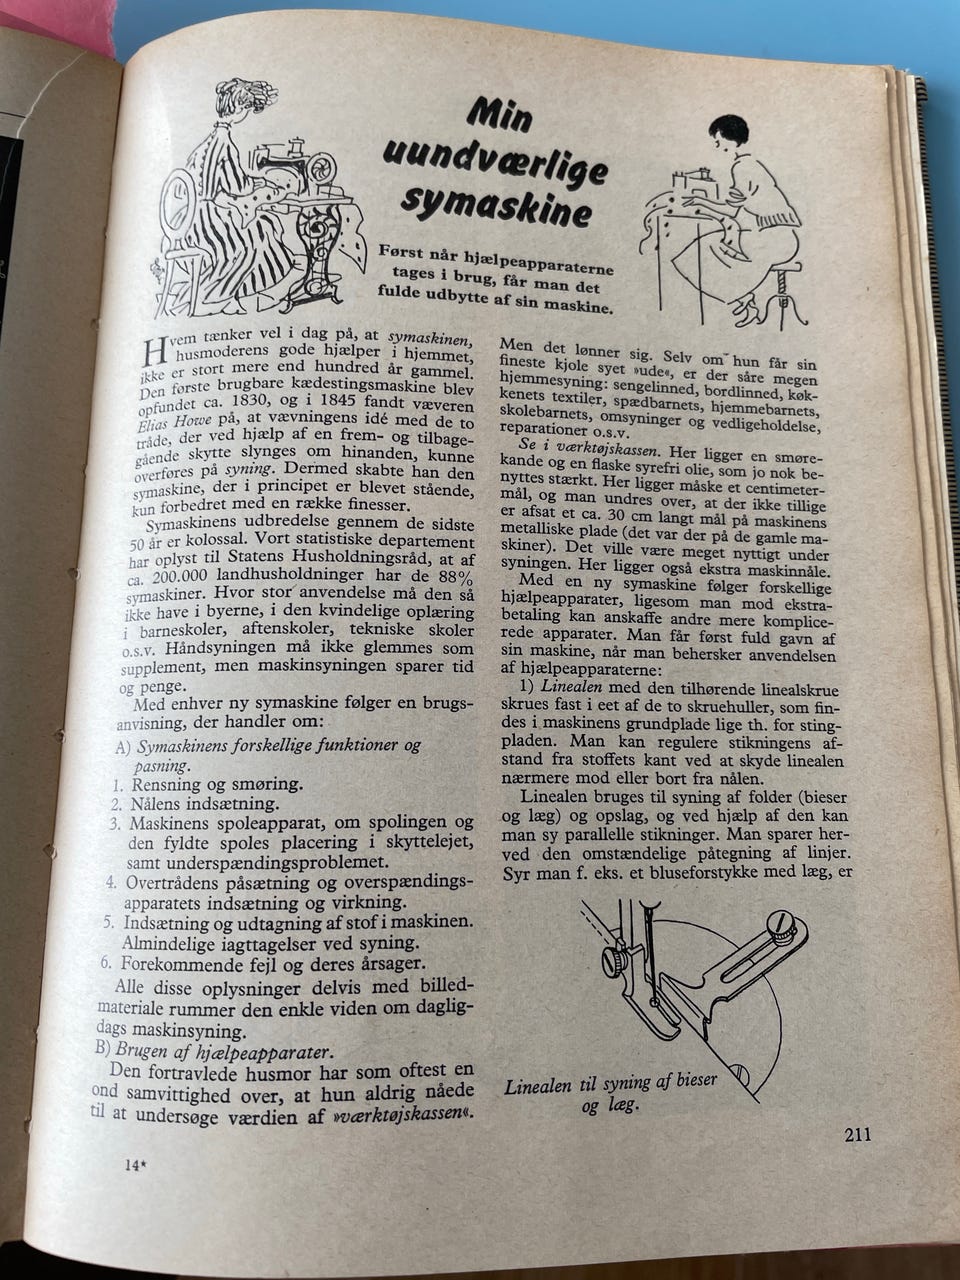 Min
uundværlige
symaskine
Først når hjælpeapparaterne
tages i brug, får man det
fulde udbytte af sin maskine.
Hvem tænker vel i dag på, at symaskinen,
husmoderens gode hjælper i hjemmet,
ikke er stort mere end hundred år gammel.
Den første brugbare kædestingsmaskine blev
opfundet ca. 1830, og i 1845 fandt væveren
Elias Howe på, at vævningens idé med de to
tråde, der ved hjælp af en frem- og tilbage-
gående skytte slynges om hinanden, kunne
overføres på syning. Dermed skabte han den
symaskine, der i principet er blevet stående,
kun forbedret med en række finesser.
Symaskinens udbredelse gennem de sidste
50 år er kolossal. Vort statistiske departement
har oplyst til Statens Husholdningsråd, at af
ca. 200.000 landhusholdninger har de 88%
symaskiner. Hvor stor anvendelse må den så
ikke have i byerne, i den kvindelige oplæring
i barneskoler, aftenskoler, tekniske skoler
o.s.v. Håndsyningen må ikke glemmes som
supplement, men maskinsyningen sparer tid
og penge.
Med enhver ny symaskine følger en brugs-
anvisning, der handler om:
A) Symaskinens forskellige funktioner og
pasning.
1. Rensning og smøring.
2. Nålens indsætning.
3. Maskinens spoleapparat, om spolingen og
den fyldte spoles placering i skyttelejet,
samt underspændingsproblemet.
4. Overtrådens påsætning og overspændings-
apparatets indsætning og virkning.
5. Indsætning og udtagning af stof i maskinen.
Almindelige iagttagelser ved syning.
6. Forekommende fejl og deres årsager.
Alle disse oplysninger delvis med billed-
materiale rummer den enkle viden om daglig-
dags maskinsyning.
B) Brugen af hjælpeapparater.
Den fortravlede husmor har som oftest en
ond samvittighed over, at hun aldrig nåede
til at undersøge værdien af »værktøjskassen«.
Men det lønner sig. Selv om hun får sin
fineste kjole syet »ude«, er der såre megen
hjemmesyning: sengelinned, bordlinned, køk-
kenets textiler, spædbarnets, hjemmebarnets,
skolebarnets, omsyninger og vedligeholdelse,
reparationer o.s.v.
Se i værktøjskassen. Her ligger en smøre-
kande og en flaske syrefri olie, som jo nok be-
nyttes stærkt. Her ligger måske et centimeter-
mål, og man undres over, at der ikke tillige
er afsat et ca. 30 cm langt mål på maskinens
metalliske plade (det var der på de gamle ma-
skiner). Det ville være meget nyttigt under
syningen. Her ligger også ekstra maskinnåle.
Med en ny symaskine følger forskellige
hjælpeapparater, ligesom man mod ekstra-
betaling kan anskaffe andre mere komplice-
rede apparater. Man får først fuld gavn af
sin maskine, når man behersker anvendelsen
af hjælpeapparaterne:
1) Linealen med den tilhørende linealskrue
skrues fast i eet af de to skruehuller, som fin-
des i maskinens grundplade lige th. for sting-
pladen. Man kan regulere stikningens af-
stand fra stoffets kant ved at skyde linealen
nærmere mod eller bort fra nålen.
Linealen bruges til syning af folder (bieser
og læg) og opslag, og ved hjælp af den kan
man sy parallelle stikninger. Man sparer her-
ved den omstændelige påtegning af linjer.
Syr man f. eks. et bluseforstykke med læg, er
Linealen til syning af bieser
og læg.
211
14*